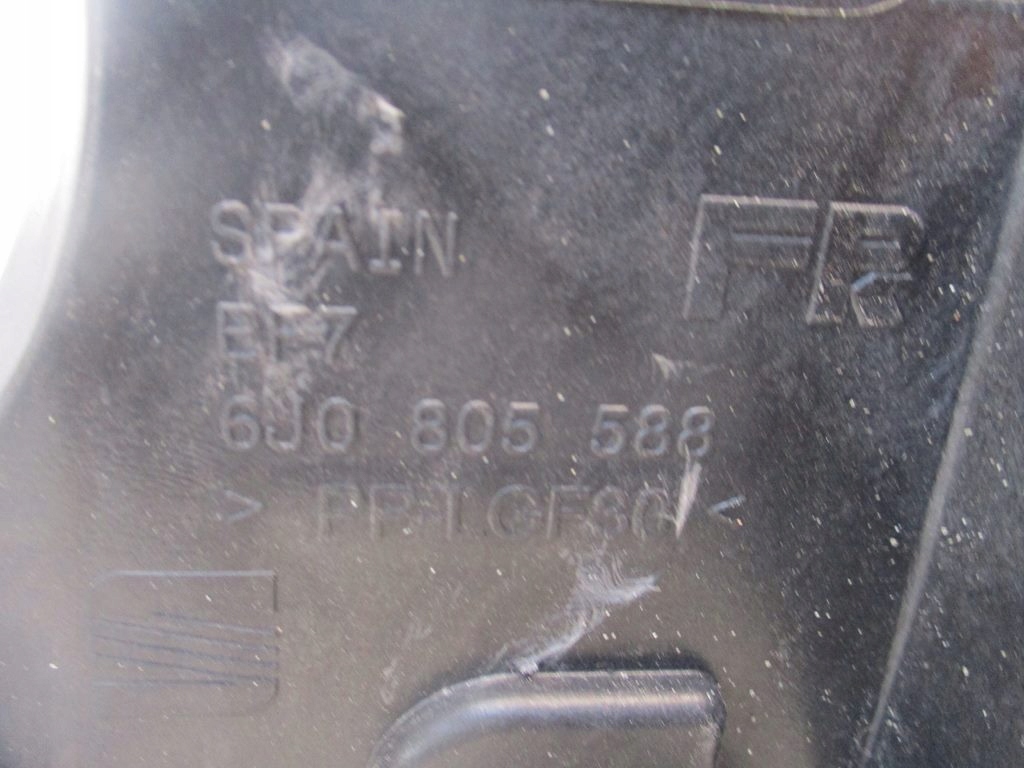 SPAIN
FR
EF7
6J0 805 588
> PP-LGF30 <